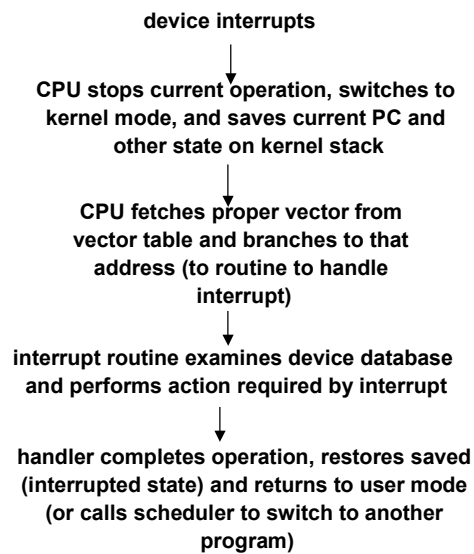 device interrupts
CPU stops current operation, switches to
kernel mode, and saves current PC and
other state on kernel stack
CPU fetches proper vector from
vector table and branches to that
address (to routine to handle
interrupt)
interrupt routine examines device database
and performs action required by interrupt
handler completes operation, restores saved
(interrupted state) and returns to user mode
(or calls scheduler to switch to another
program)